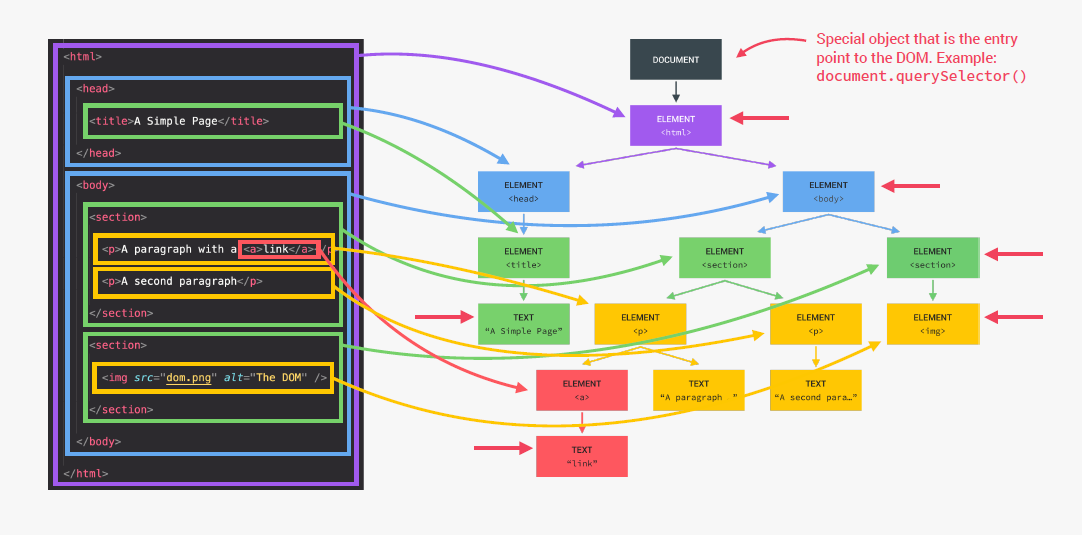 <html>
<head>
<title>A Simple Page</title>
</head>
<body>
<section>
<p>A paragraph with a <a>link</a></p
<p>A second paragraph</p>
</section>
<section>
<img src="dom.png" alt="The DOM" />
</section>
</body>
</html>
Special object that is the entry
point to the DOM. Example:
document.querySelector()
DOCUMENT
ELEMENT
<html>
ELEMENT
<head>
ELEMENT
<body>
ELEMENT
<title>
ELEMENT
<section>
ELEMENT
<section>
TEXT
“A Simple Page”
ELEMENT
<p>
ELEMENT
<p>
ELEMENT
<img>
ELEMENT
<a>
TEXT
“A paragraph ”
TEXT
“A second para…”
TEXT
“link”